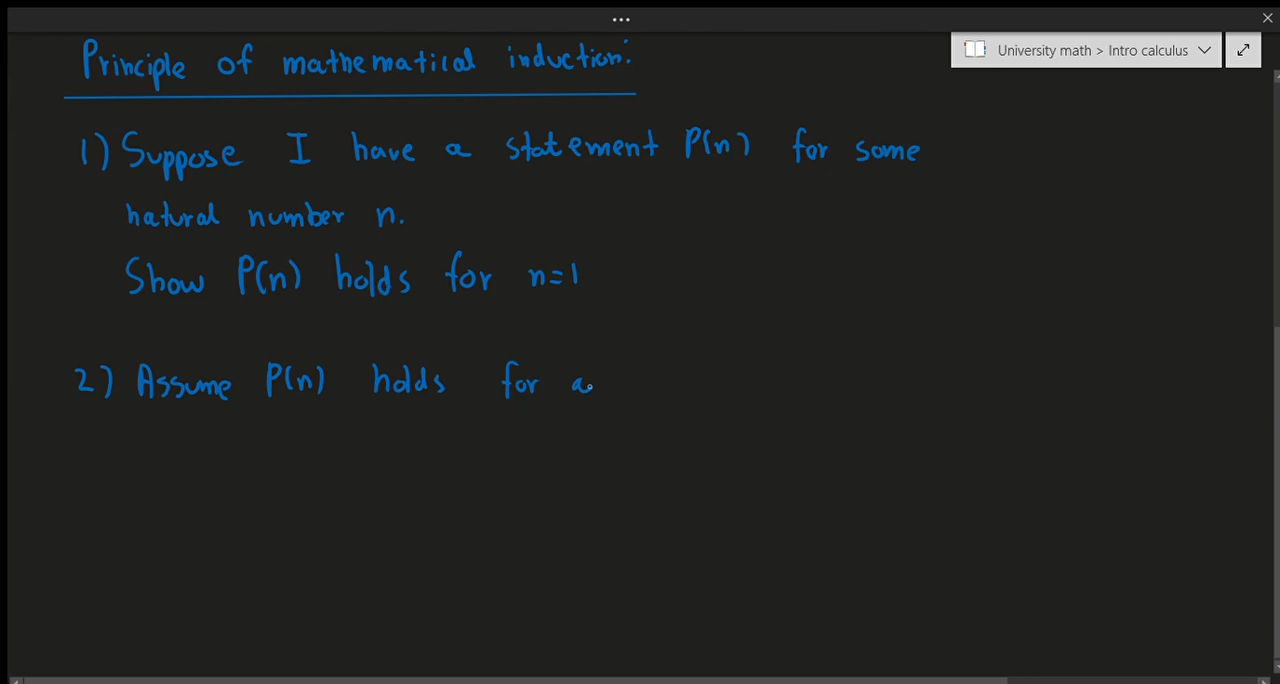 ...
University math > Intro calculus
Principle of mathematical induction:
1) Suppose I have a statement P(n) for some
natural number n.
Show P(n) holds for n=1
2) Assume P(n) holds for a